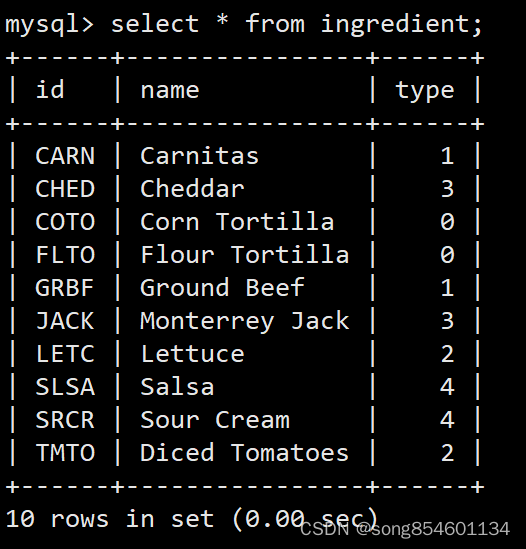 mysql> select * from ingredient;
+------+----------------+------+
| id   | name           | type |
+------+----------------+------+
| CARN | Carnitas       |    1 |
| CHED | Cheddar        |    3 |
| COTO | Corn Tortilla  |    0 |
| FLTO | Flour Tortilla |    0 |
| GRBF | Ground Beef    |    1 |
| JACK | Monterrey Jack |    3 |
| LETC | Lettuce        |    2 |
| SLSA | Salsa          |    4 |
| SRCR | Sour Cream     |    4 |
| TMTO | Diced Tomatoes |    2 |
+------+----------------+------+
10 rows in set (0.00 sec)
CSDN @song854601134